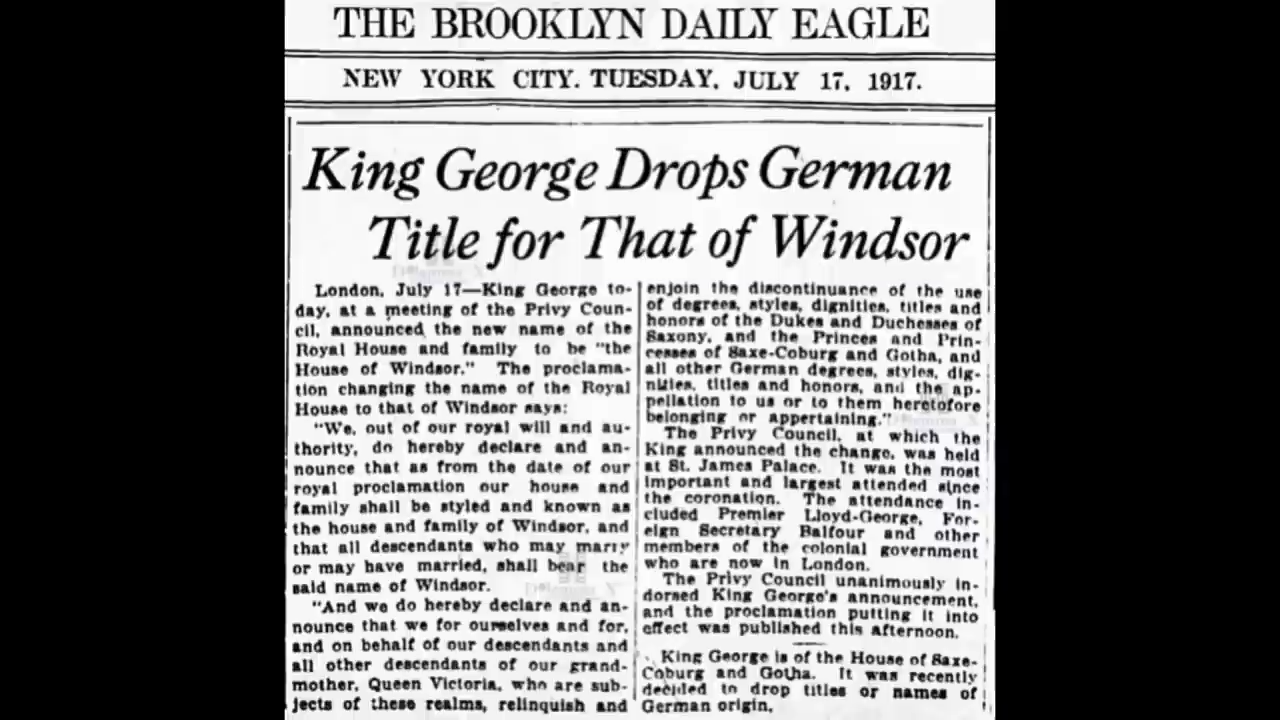 THE BROOKLYN DAILY EAGLE
NEW YORK CITY. TUESDAY, JULY 17, 1917.
King George Drops German
Title for That of Windsor
London, July 17—King George to-
day, at a meeting of the Privy Coun-
cil, announced the new name of the
Royal House and family to be "the
House of Windsor." The proclama-
tion changing the name of the Royal
House to that of Windsor says:
"We, out of our royal will and au-
thority, do hereby declare and an-
nounce that as from the date of our
royal proclamation our house and
family shall be styled and known as
the house and family of Windsor, and
that all descendants who may marry
or may have married, shall bear the
said name of Windsor.
"And we do hereby declare and an-
nounce that we for ourselves and for,
and on behalf of our descendants and
all other descendants of our grand-
mother, Queen Victoria, who are sub-
jects of these realms, relinquish and
enjoin the discontinuance of the use
of degrees, styles, dignities, titles and
honors of the Dukes and Duchesses of
Saxony, and the Princes and Prin-
cesses of Saxe-Coburg and Gotha, and
all other German degrees, styles, dig-
nities, titles and honors, and the ap-
pellation to us or to them heretofore
belonging or appertaining."
The Privy Council, at which the
King announced the change, was held
at St. James Palace. It was the most
important and largest attended since
the coronation. The attendance in-
cluded Premier Lloyd-George, For-
eign Secretary Balfour and other
members of the colonial government
who are now in London.
The Privy Council unanimously in-
dorsed King George's announcement,
and the proclamation putting it into
effect was published this afternoon.
King George is of the House of Saxe-
Coburg and Gotha. It was recently
decided to drop titles or names of
German origin.